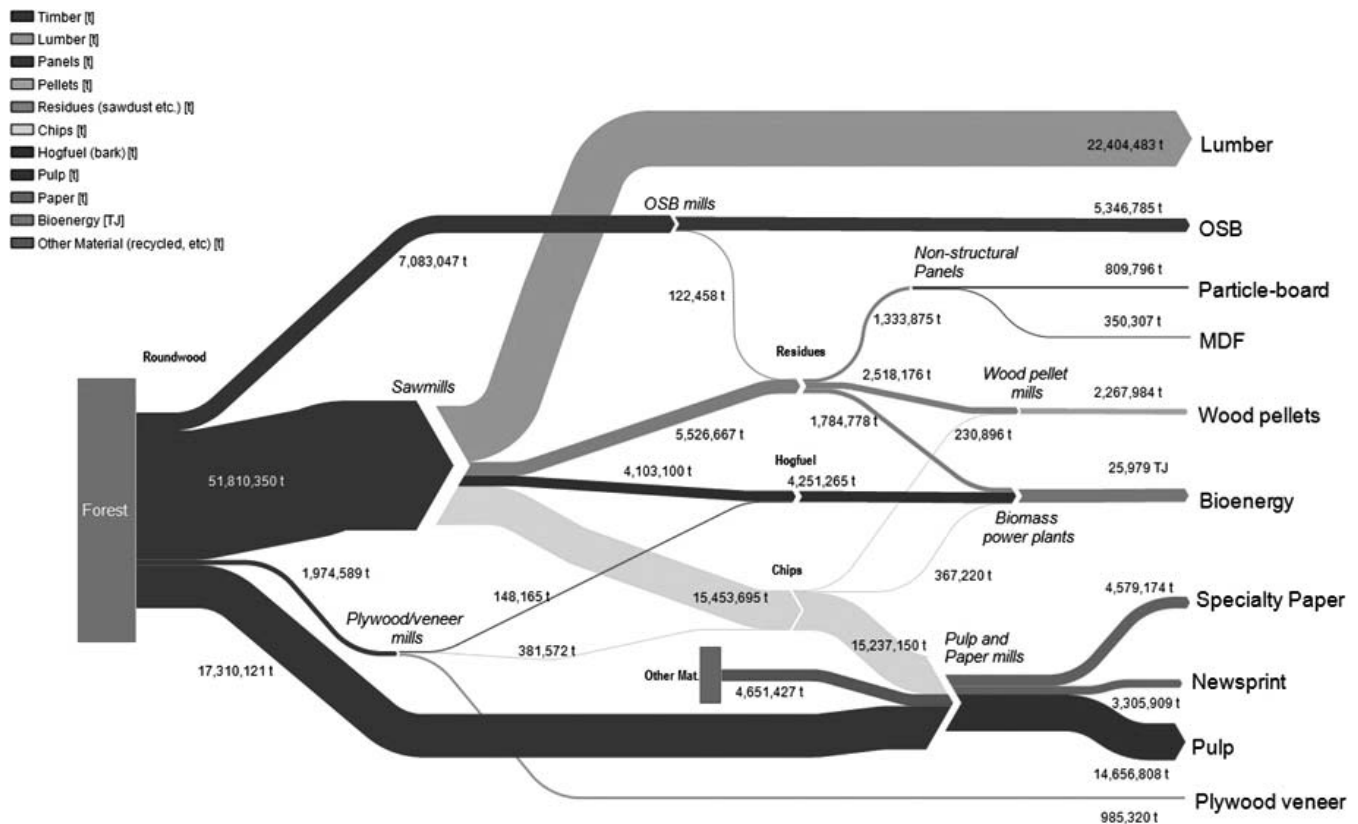 Timber [t]
Lumber [t]
Panels [t]
Pellets [t]
Residues (sawdust etc.) [t]
Chips [t]
Hogfuel (bark) [t]
Pulp [t]
Paper [t]
Bioenergy [TJ]
Other Material (recycled, etc) [t]
22,404,483 t
Lumber
OSB mills
5,346,785 t
OSB
7,083,047 t
Non-structural
Panels
809,796 t
Particle-board
122,458 t
1,333,875 t
350,307 t
MDF
Roundwood
Residues
Sawmills
2,518,176 t
Wood pellet
mills
2,267,984 t
Wood pellets
5,526,667 t
1,784,778 t
230,896 t
4,103,100 t
Hogfuel
4,251,265 t
25,979 TJ
Bioenergy
51,810,350 t
Forest
Biomass
power plants
1,974,589 t
Chips
367,220 t
4,579,174 t
Specialty Paper
148,165 t
15,453,695 t
Plywood/veneer
mills
381,572 t
15,237,150 t
Pulp and
Paper mills
17,310,121 t
Other Mat.
4,651,427 t
Newsprint
3,305,909 t
Pulp
14,656,808 t
Plywood veneer
985,320 t